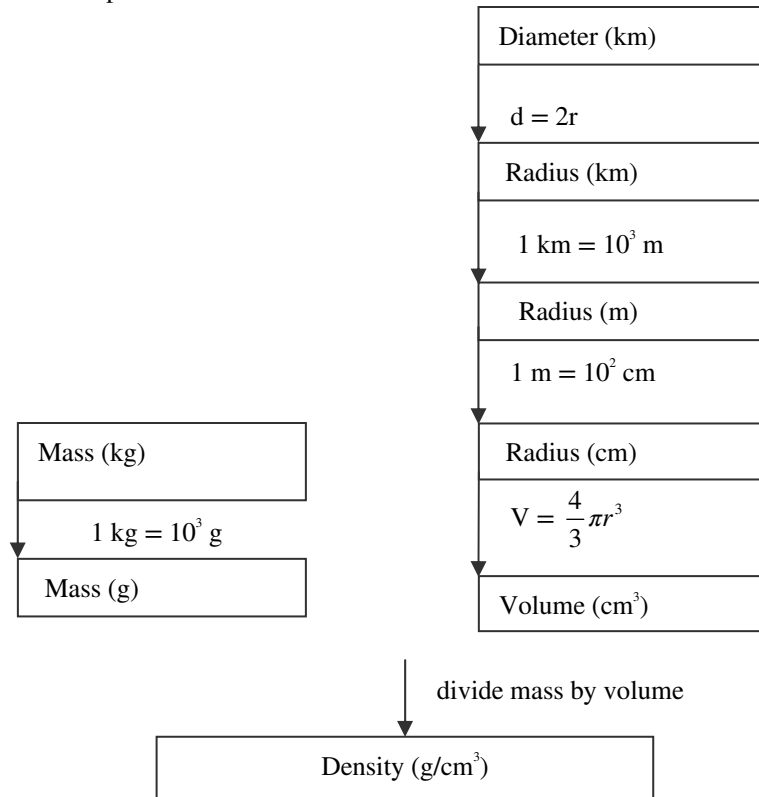 Diameter (km)
d = 2r
Radius (km)
1 km = 10³ m
Radius (m)
1 m = 10² cm
Radius (cm)
V = 4/3 πr³
Volume (cm³)
Mass (kg)
1 kg = 10³ g
Mass (g)
divide mass by volume
Density (g/cm³)